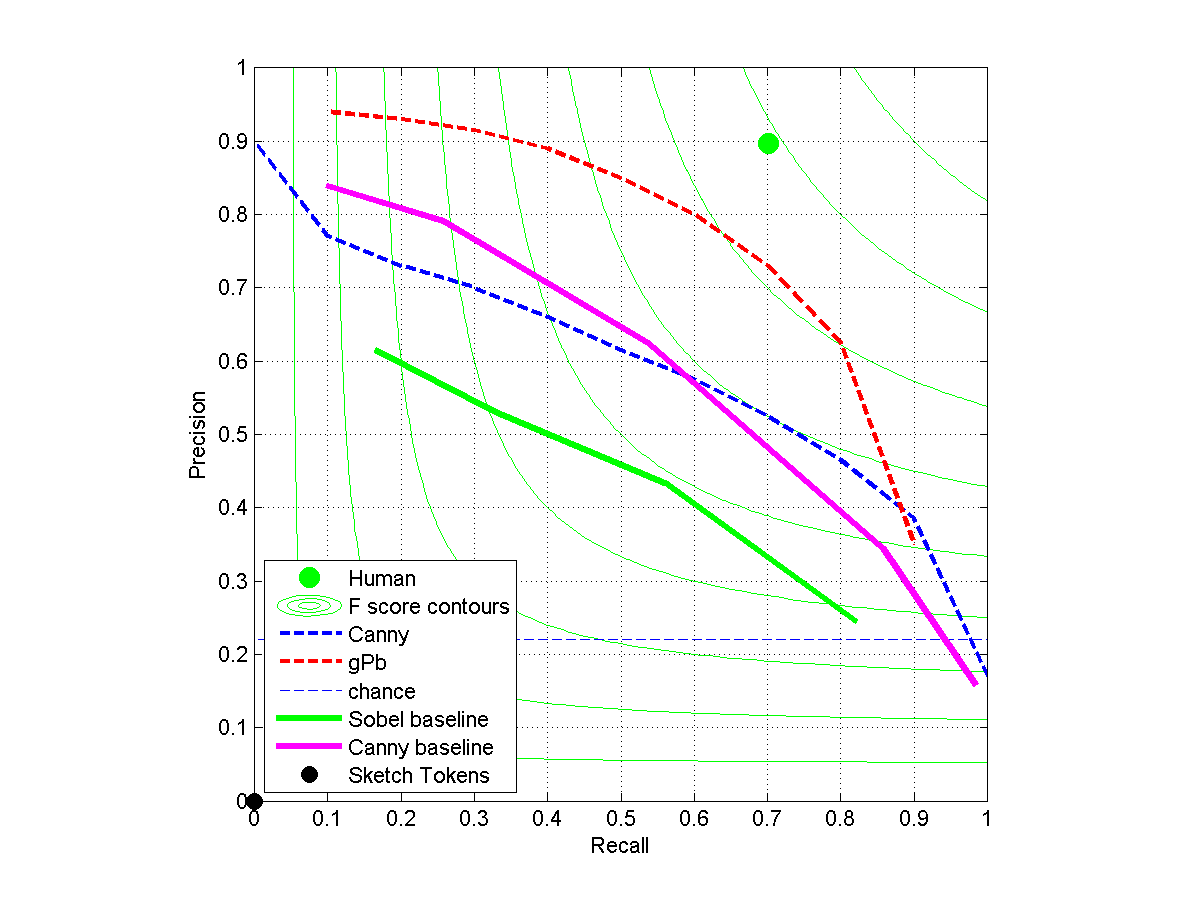 1
0.9
0.8
0.7
0.6
0.5
0.4
0.3
0.2
0.1
0
Precision
Human
F score contours
Canny
gPb
chance
Sobel baseline
Canny baseline
Sketch Tokens
0 0.1 0.2 0.3 0.4 0.5 0.6 0.7 0.8 0.9 1
Recall